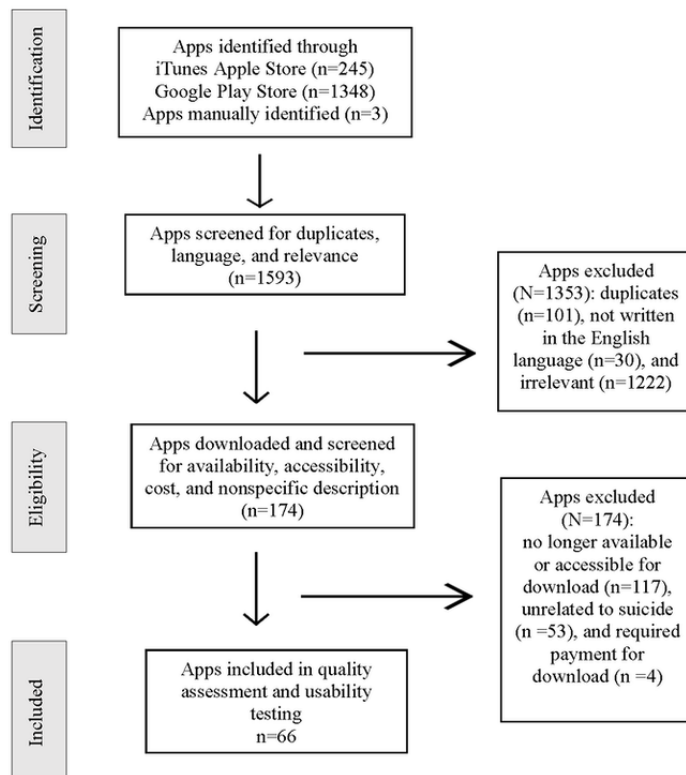 Identification
Apps identified through
iTunes Apple Store (n=245)
Google Play Store (n=1348)
Apps manually identified (n=3)
Screening
Apps screened for duplicates,
language, and relevance
(n=1593)
Apps excluded
(N=1353): duplicates
(n=101), not written
in the English
language (n=30), and
irrelevant (n=1222)
Eligibility
Apps downloaded and screened
for availability, accessibility,
cost, and nonspecific description
(n=174)
Apps excluded
(N=174):
no longer available
or accessible for
download (n=117),
unrelated to suicide
(n =53), and required
payment for
download (n =4)
Included
Apps included in quality
assessment and usability
testing
n=66